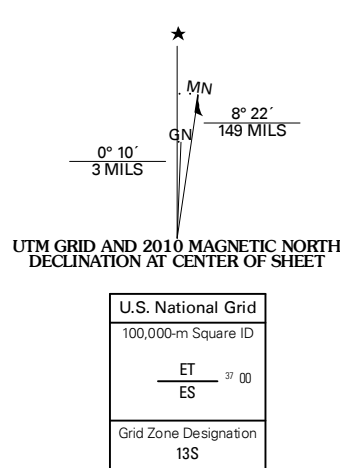 ★
MN
8° 22´
149 MILS
GN
0° 10´
3 MILS
UTM GRID AND 2010 MAGNETIC NORTH
DECLINATION AT CENTER OF SHEET
U.S. National Grid
100,000-m Square ID
ET
37 00
ES
Grid Zone Designation
13S